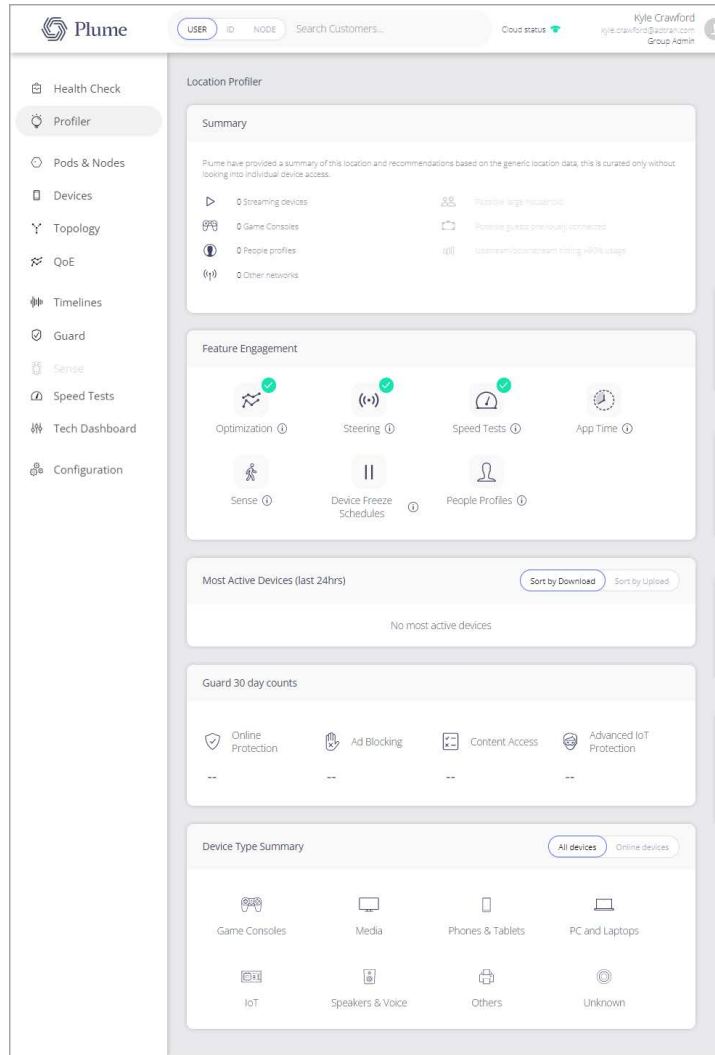 Plume
USER ID NODE Search Customers...
Cloud status
Kyle Crawford
kyle.crawford@adtran.com
Group Admin
Health Check
Profiler
Pods & Nodes
Devices
Topology
QoE
Timelines
Guard
Sense
Speed Tests
Tech Dashboard
Configuration
Location Profiler
Summary
Plume have provided a summary of this location and recommendations based on the generic location data, this is curated only without
looking into individual device access.
0 Streaming devices
Possible large household
0 Game Consoles
Possible guests previously connected
0 People profiles
Upstream/downstream hitting >80% usage
0 Other networks
Feature Engagement
Optimization
Steering
Speed Tests
App Time
Sense
Device Freeze
Schedules
People Profiles
Most Active Devices (last 24hrs)
Sort by Download Sort by Upload
No most active devices
Guard 30 day counts
Online
Protection
Ad Blocking
Content Access
Advanced IoT
Protection
-- -- -- --
Device Type Summary
All devices Online devices
Game Consoles Media Phones & Tablets PC and Laptops
IoT Speakers & Voice Others Unknown